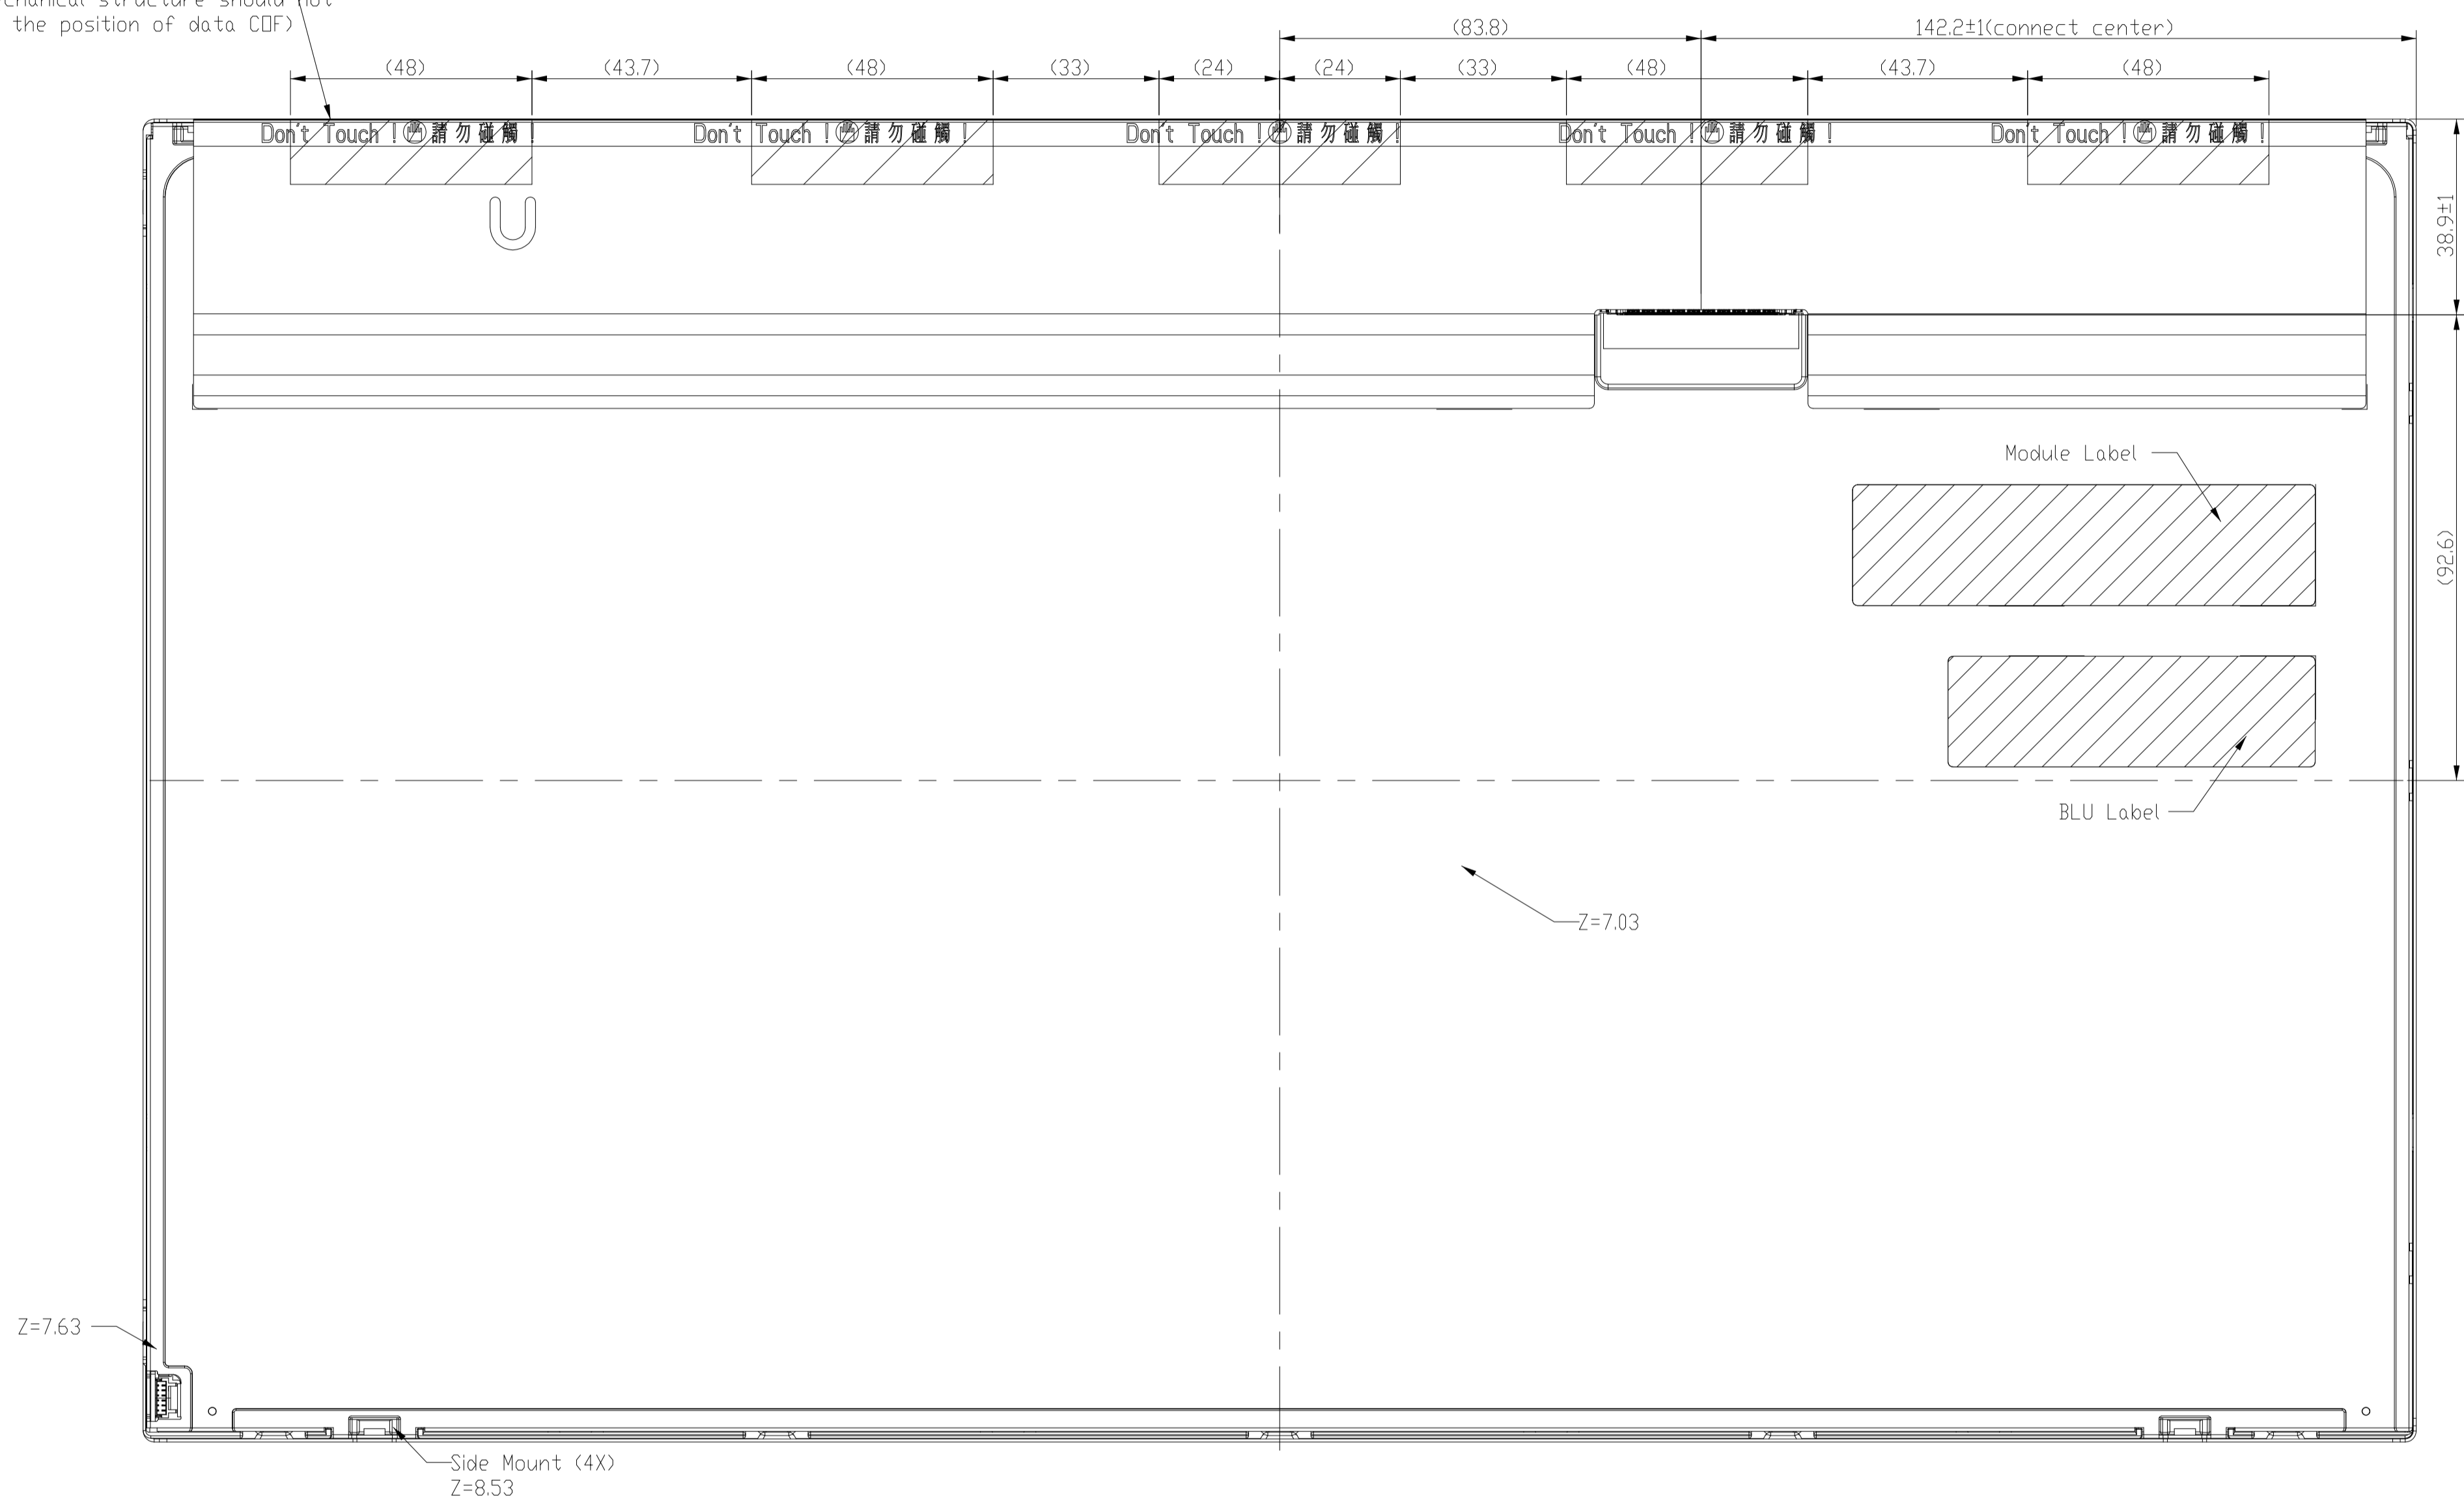 structure should not
the position of data COF)
(83.8)
142.2±1(connect center)
(48)
(43.7)
(48)
(33)
(24)
(24)
(33)
(48)
(43.7)
(48)
Don't Touch ! 請勿碰觸 !
Don't Touch ! 請勿碰觸 !
Don't Touch ! 請勿碰觸 !
Don't Touch ! 請勿碰觸 !
Don't Touch ! 請勿碰觸 !
38.9±1
Module Label
(92.6)
BLU Label
Z=7.03
Z=7.63
Side Mount (4X)
Z=8.53